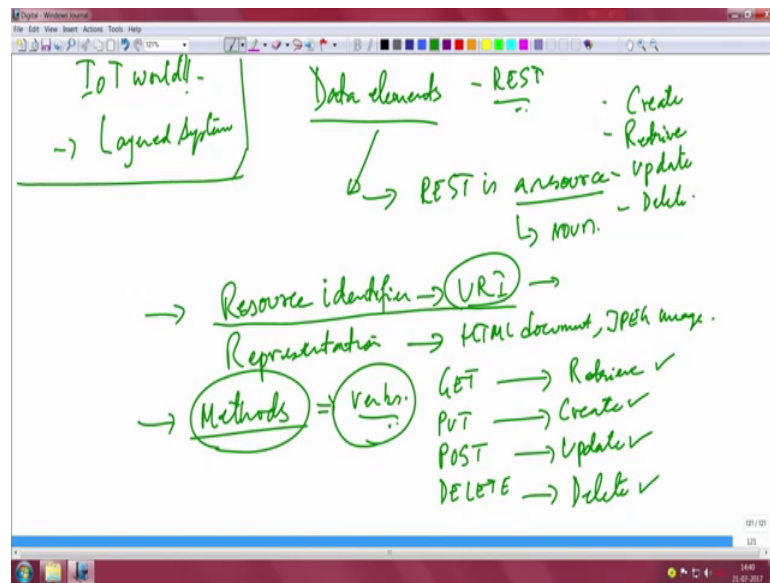 Digital - Windows Journal
File Edit View Insert Actions Tools Help
121%
IoT world!! -
-> Layered System
Data elements - REST
- Create
- Retrive
- Update
- Delete.
-> REST is a resource
↳ noun.
-> Resource identifier -> URI ->
Representation -> HTML document, JPEG image.
-> Methods = Verbs.
GET -> Retrieve ✓
PUT -> Create ✓
POST -> Update ✓
DELETE -> Delete ✓
121 / 121
121
14:40
21-07-2017